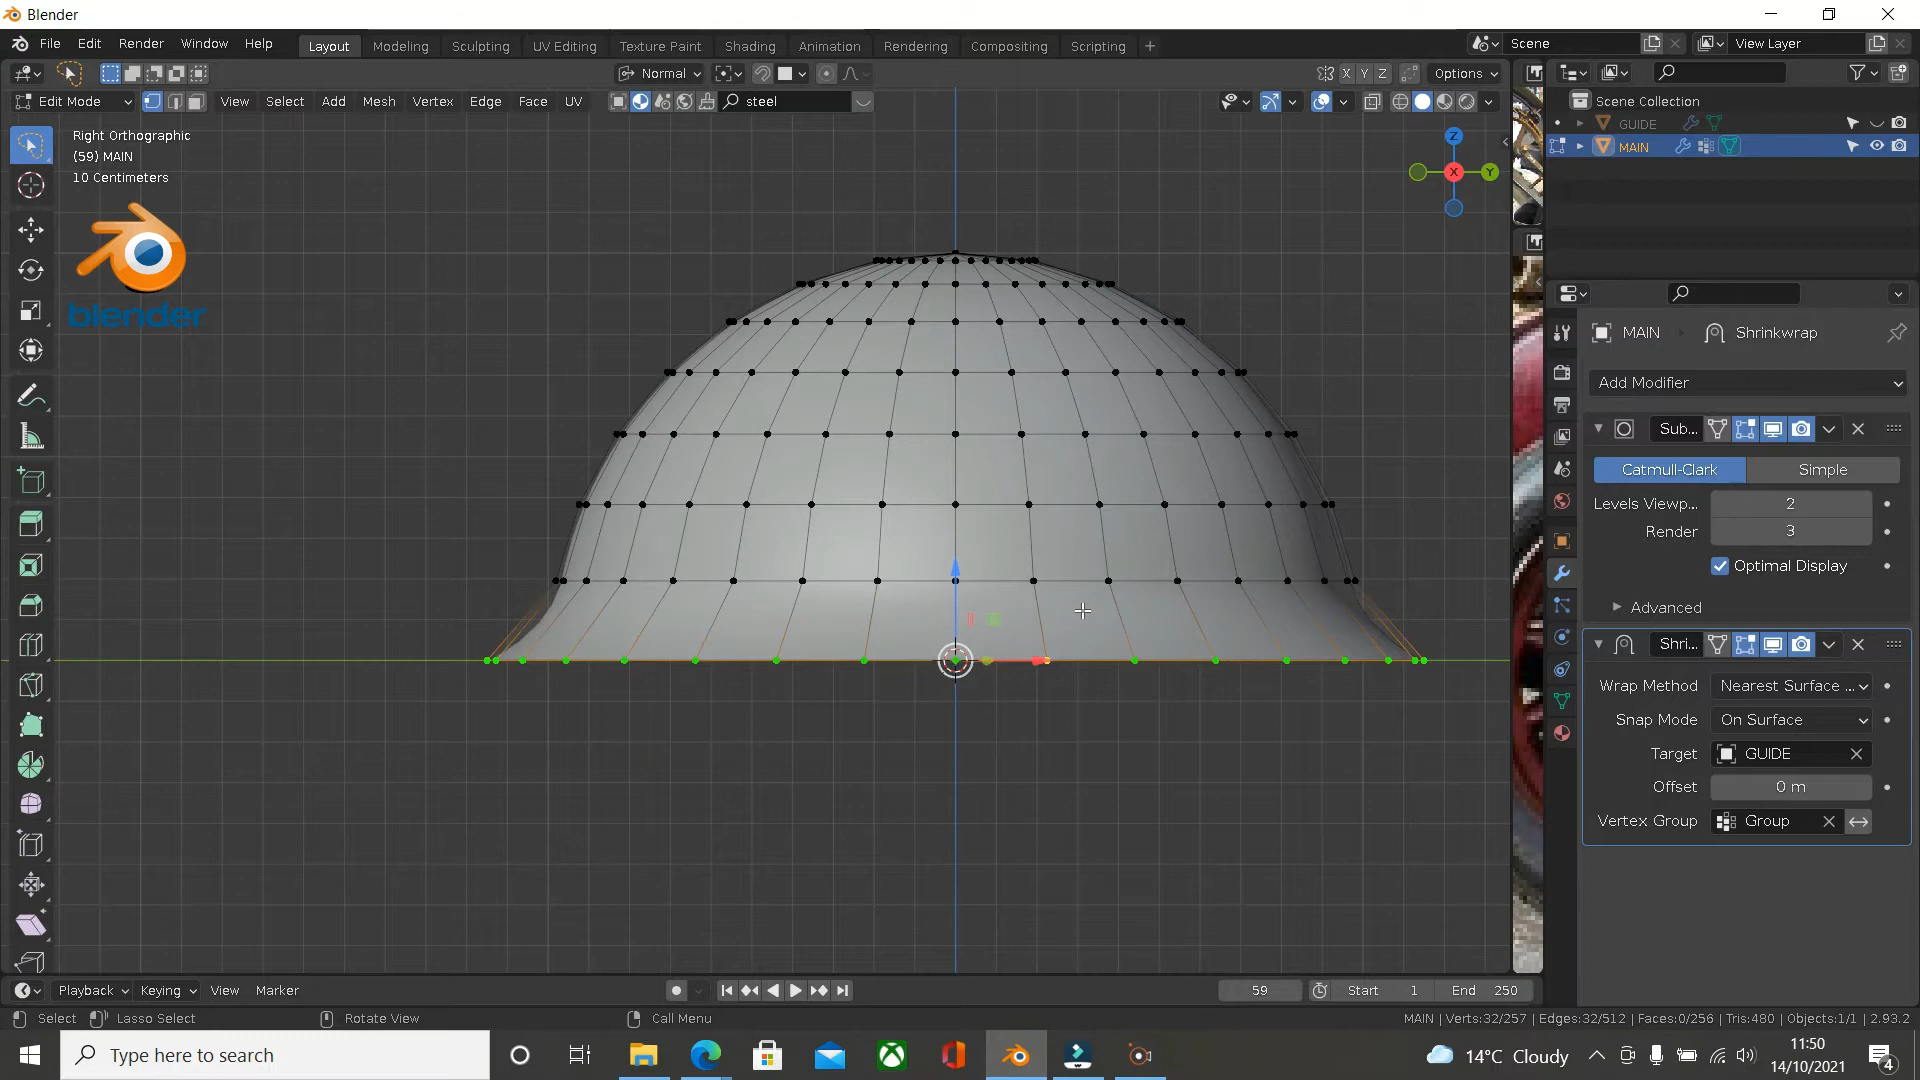 Blender
File Edit Render Window Help Layout Modeling Sculpting UV Editing Texture Paint Shading Animation Rendering Compositing Scripting + Scene View Layer
Normal X Y Z Options
Edit Mode View Select Add Mesh Vertex Edge Face UV steel
Right Orthographic
(59) MAIN
10 Centimeters
Z
X
Y
blender
Scene Collection
GUIDE
MAIN
MAIN Shrinkwrap
Add Modifier
Sub...
Catmull-Clark Simple
Levels Viewp... 2
Render 3
Optimal Display
Advanced
Shri...
Wrap Method Nearest Surface ...
Snap Mode On Surface
Target GUIDE
Offset 0 m
Vertex Group Group
Playback Keying View Marker 59 Start 1 End 250
Select Lasso Select Rotate View Call Menu MAIN | Verts:32/257 | Edges:32/512 | Faces:0/256 | Tris:480 | Objects:1/1 | 2.93.2
Type here to search 14°C Cloudy 11:50
14/10/2021 4